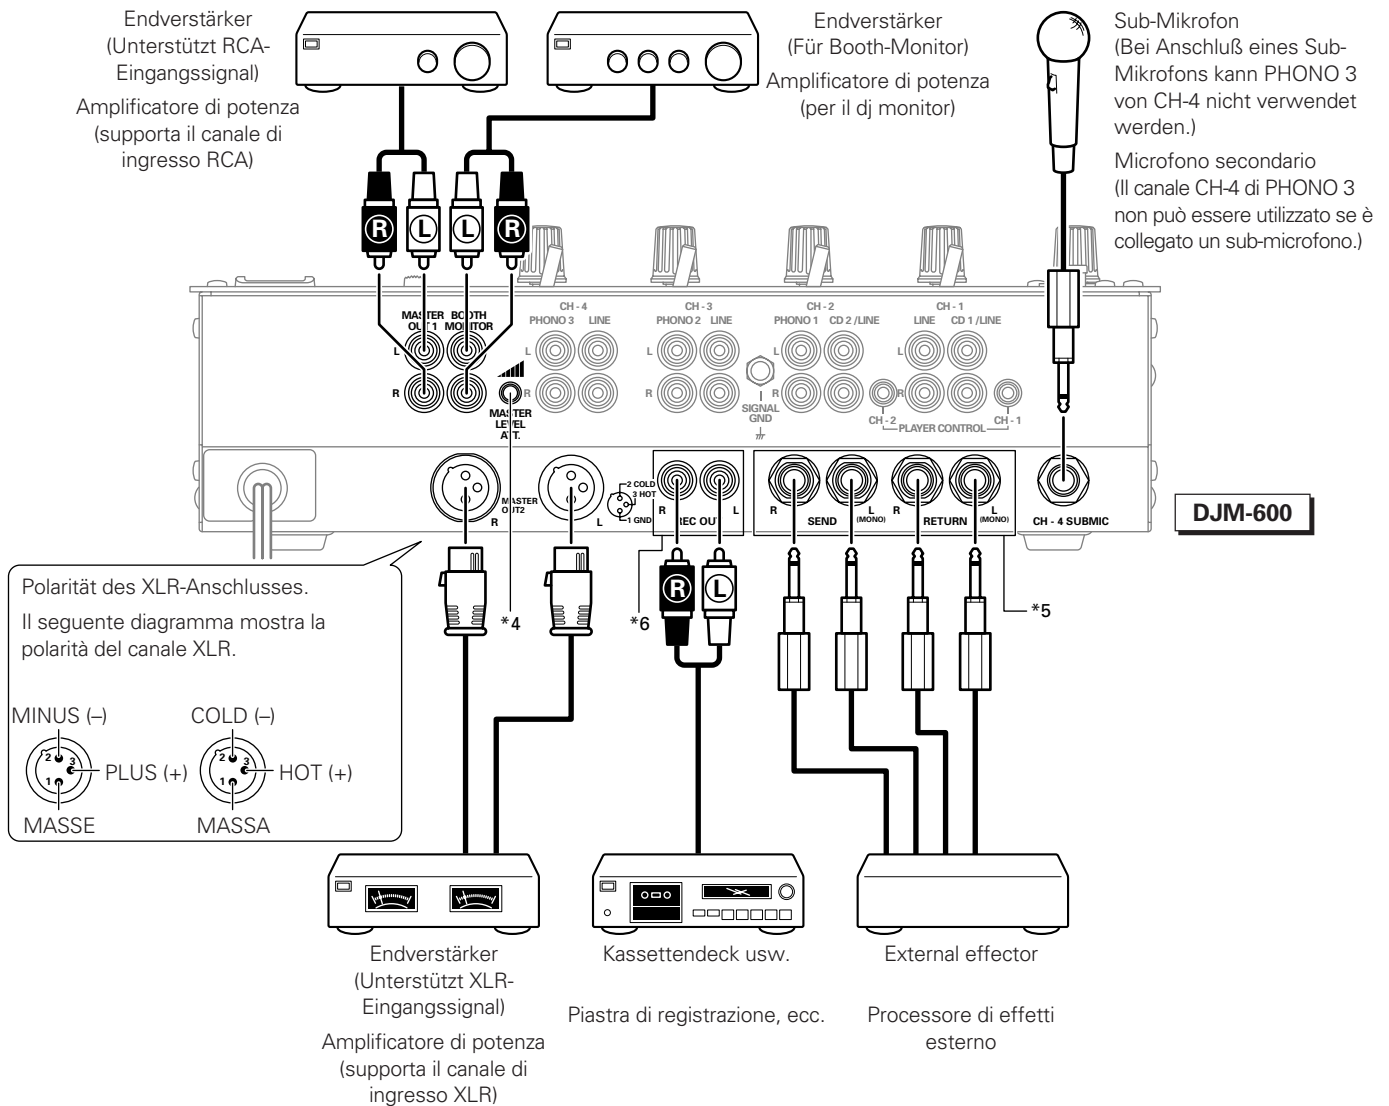 Endverstärker
(Unterstützt RCA-
Eingangssignal)
Amplificatore di potenza
(supporta il canale di
ingresso RCA)
Endverstärker
(Für Booth-Monitor)
Amplificatore di potenza
(per il dj monitor)
Sub-Mikrofon
(Bei Anschluß eines Sub-
Mikrofons kann PHONO 3
von CH-4 nicht verwendet
werden.)
Microfono secondario
(Il canale CH-4 di PHONO 3
non può essere utilizzato se è
collegato un sub-microfono.)
R L L R
MASTER OUT 1
BOOTH MONITOR
L
R
MASTER LEVEL ATT.
CH - 4
PHONO 3 LINE
L
R
CH - 3
PHONO 2 LINE
L
R
SIGNAL GND
CH - 2
PHONO 1 CD 2 /LINE
L
R
CH - 1
LINE CD 1 /LINE
L
R
CH - 2 PLAYER CONTROL CH - 1
MASTER OUT2
R L
2 COLD
3 HOT
1 GND
R REC OUT L
R SEND L (MONO)
R RETURN L (MONO)
CH - 4 SUBMIC
DJM-600
R L
*4
*6
*5
Polarität des XLR-Anschlusses.
Il seguente diagramma mostra la
polarità del canale XLR.
MINUS (–) COLD (–)
2 3 1
PLUS (+)
2 3 1
HOT (+)
MASSE MASSA
Endverstärker
(Unterstützt XLR-
Eingangssignal)
Amplificatore di potenza
(supporta il canale di
ingresso XLR)
Kassettendeck usw.
Piastra di registrazione, ecc.
External effector
Processore di effetti
esterno